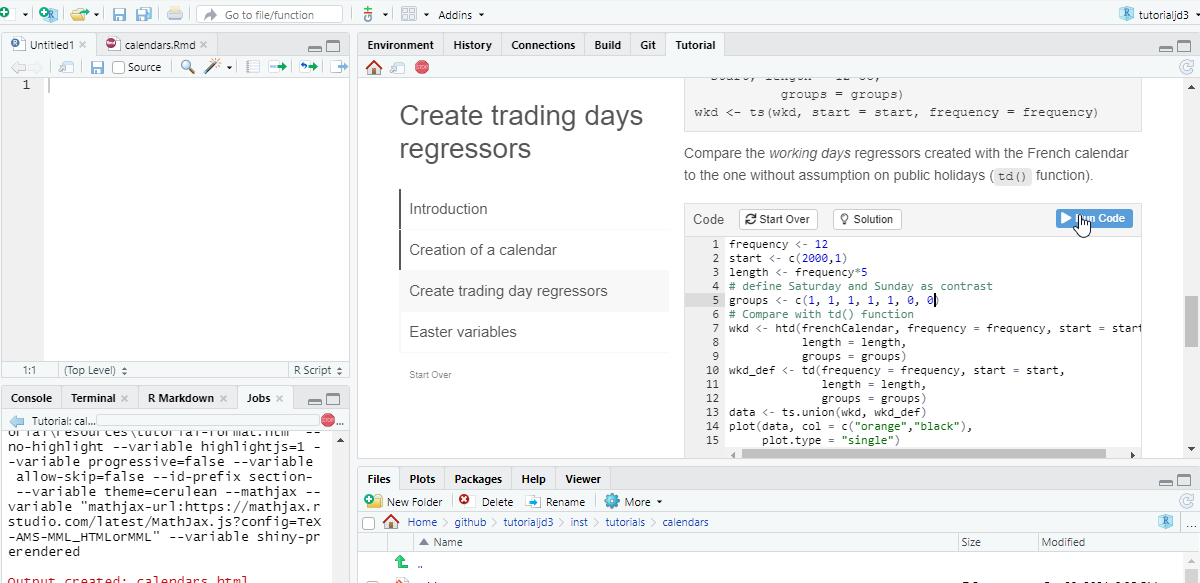 Go to file/function
Addins
tutorialjd3
Untitled1
calendars.Rmd
Source
1
1:1
(Top Level)
R Script
Console
Terminal
R Markdown
Jobs
Tutorial: cal...
no-highlight --variable highlightjs=1 -
-variable progressive=false --variable
allow-skip=false --id-prefix section-
--variable theme=cerulean --mathjax --
variable "mathjax-url:https://mathjax.r
studio.com/latest/MathJax.js?config=TeX
-AMS-MML_HTMLorMML" --variable shiny-pr
erendered
Output created: calendars.html
Environment
History
Connections
Build
Git
Tutorial
Create trading days
regressors
Introduction
Creation of a calendar
Create trading day regressors
Easter variables
Start Over
groups = groups)
wkd <- ts(wkd, start = start, frequency = frequency)
Compare the working days regressors created with the French calendar
to the one without assumption on public holidays ( td() function).
Code
Start Over
Solution
Run Code
1 frequency <- 12
2 start <- c(2000,1)
3 length <- frequency*5
4 # define Saturday and Sunday as contrast
5 groups <- c(1, 1, 1, 1, 1, 0, 0)
6 # Compare with td() function
7 wkd <- htd(frenchCalendar, frequency = frequency, start = start
8 length = length,
9 groups = groups)
10 wkd_def <- td(frequency = frequency, start = start,
11 length = length,
12 groups = groups)
13 data <- ts.union(wkd, wkd_def)
14 plot(data, col = c("orange","black"),
15 plot.type = "single")
Files
Plots
Packages
Help
Viewer
New Folder
Delete
Rename
More
Home
github
tutorialjd3
inst
tutorials
calendars
...
Name
Size
Modified
..